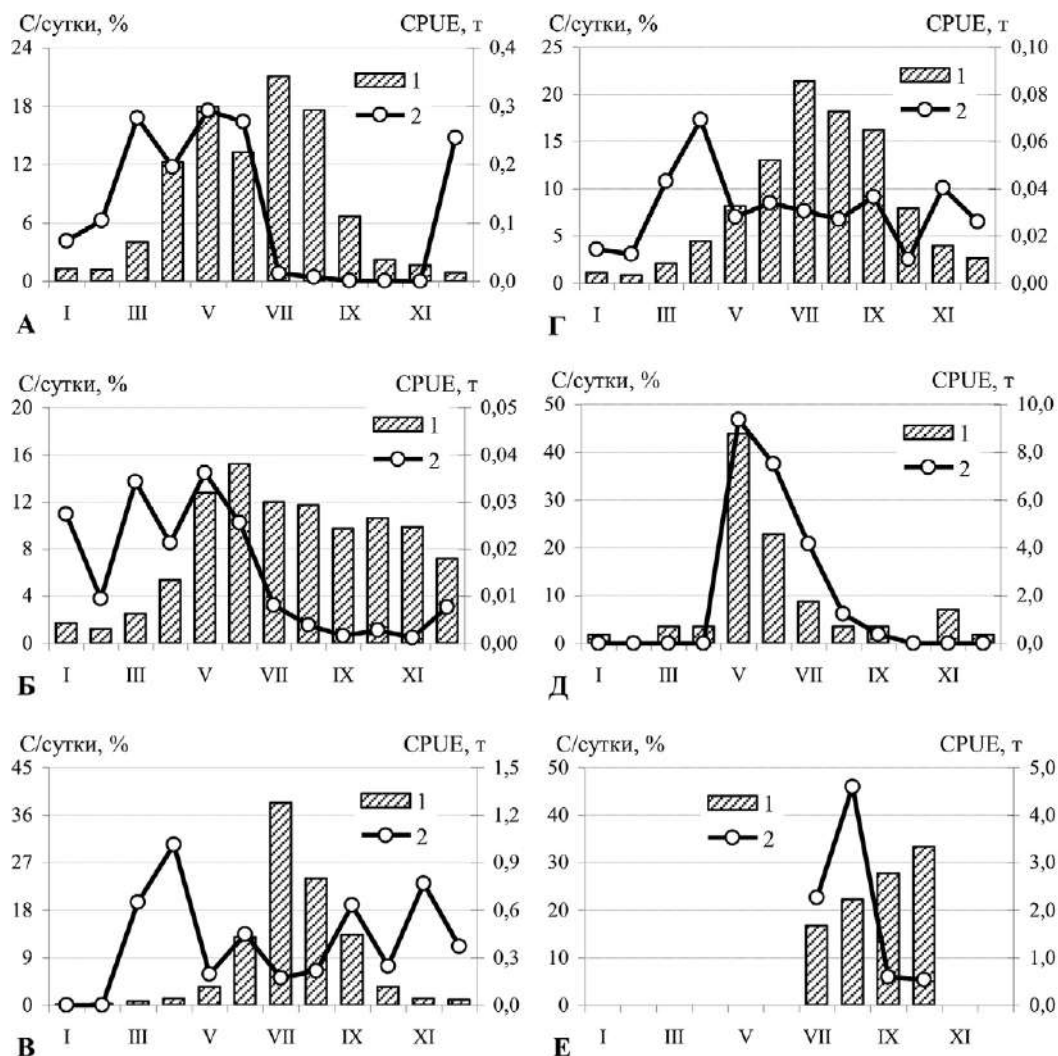 С/сутки, % CPUE, т
24 0,4
1
2
18 0,3
12 0,2
6 0,1
0 0,0
I III V VII IX XI
А
С/сутки, % CPUE, т
25 0,10
1
2
20 0,08
15 0,06
10 0,04
5 0,02
0 0,00
I III V VII IX XI
Г
С/сутки, % CPUE, т
20 0,05
1
2
16 0,04
12 0,03
8 0,02
4 0,01
0 0,00
I III V VII IX XI
Б
С/сутки, % CPUE, т
50 10,0
1
2
40 8,0
30 6,0
20 4,0
10 2,0
0 0,0
I III V VII IX XI
Д
С/сутки, % CPUE, т
45 1,5
1
2
36 1,2
27 0,9
18 0,6
9 0,3
0 0,0
I III V VII IX XI
В
С/сутки, % CPUE, т
50 5,0
1
2
40 4,0
30 3,0
20 2,0
10 1,0
0 0,0
I III V VII IX XI
Е